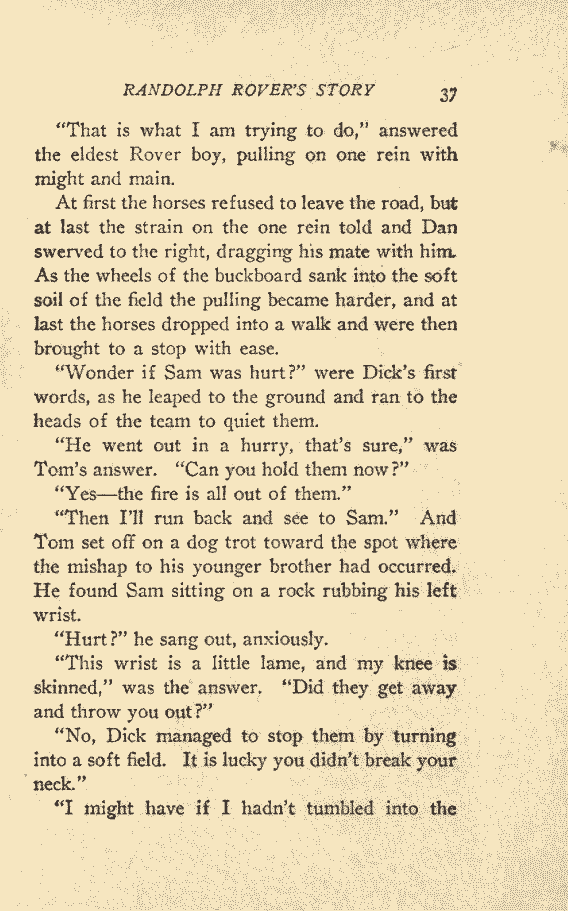 RANDOLPH ROVER'S STORY 37
“That is what I am trying to do,” answered
the eldest Rover boy, pulling on one rein with
might and main.
At first the horses refused to leave the road, but
at last the strain on the one rein told and Dan
swerved to the right, dragging his mate with him.
As the wheels of the buckboard sank into the soft
soil of the field the pulling became harder, and at
last the horses dropped into a walk and were then
brought to a stop with ease.
“Wonder if Sam was hurt?” were Dick's first
words, as he leaped to the ground and ran to the
heads of the team to quiet them.
“He went out in a hurry, that's sure,” was
Tom's answer. “Can you hold them now?”
“Yes—the fire is all out of them.”
“Then I'll run back and see to Sam.” And
Tom set off on a dog trot toward the spot where
the mishap to his younger brother had occurred.
He found Sam sitting on a rock rubbing his left
wrist.
“Hurt?” he sang out, anxiously.
“This wrist is a little lame, and my knee is
skinned,” was the answer. “Did they get away
and throw you out?”
“No, Dick managed to stop them by turning
into a soft field. It is lucky you didn't break your
neck.”
“I might have if I hadn't tumbled into the